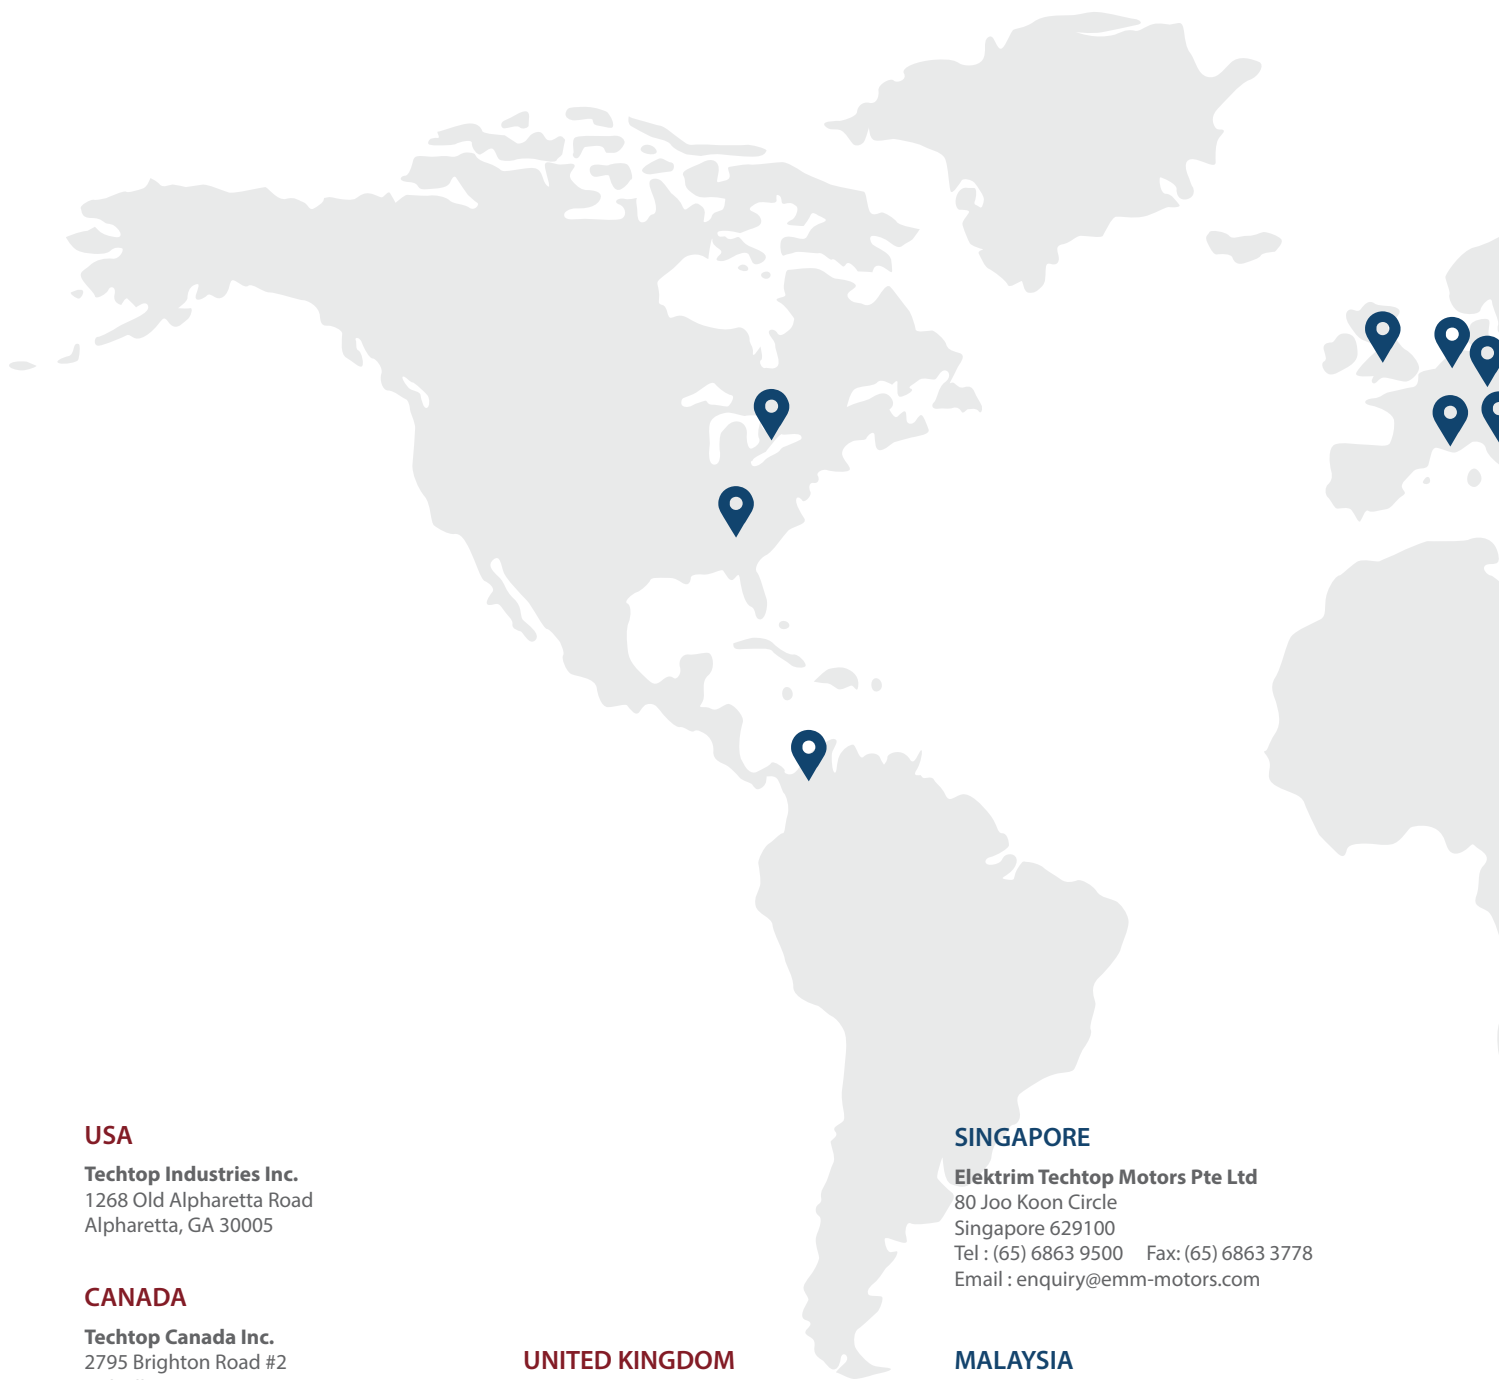 USA
Techtop Industries Inc.
1268 Old Alpharetta Road
Alpharetta, GA 30005
CANADA
Techtop Canada Inc.
2795 Brighton Road #2
UNITED KINGDOM
SINGAPORE
Elektrim Techtop Motors Pte Ltd
80 Joo Koon Circle
Singapore 629100
Tel : (65) 6863 9500 Fax: (65) 6863 3778
Email : enquiry@emm-motors.com
MALAYSIA